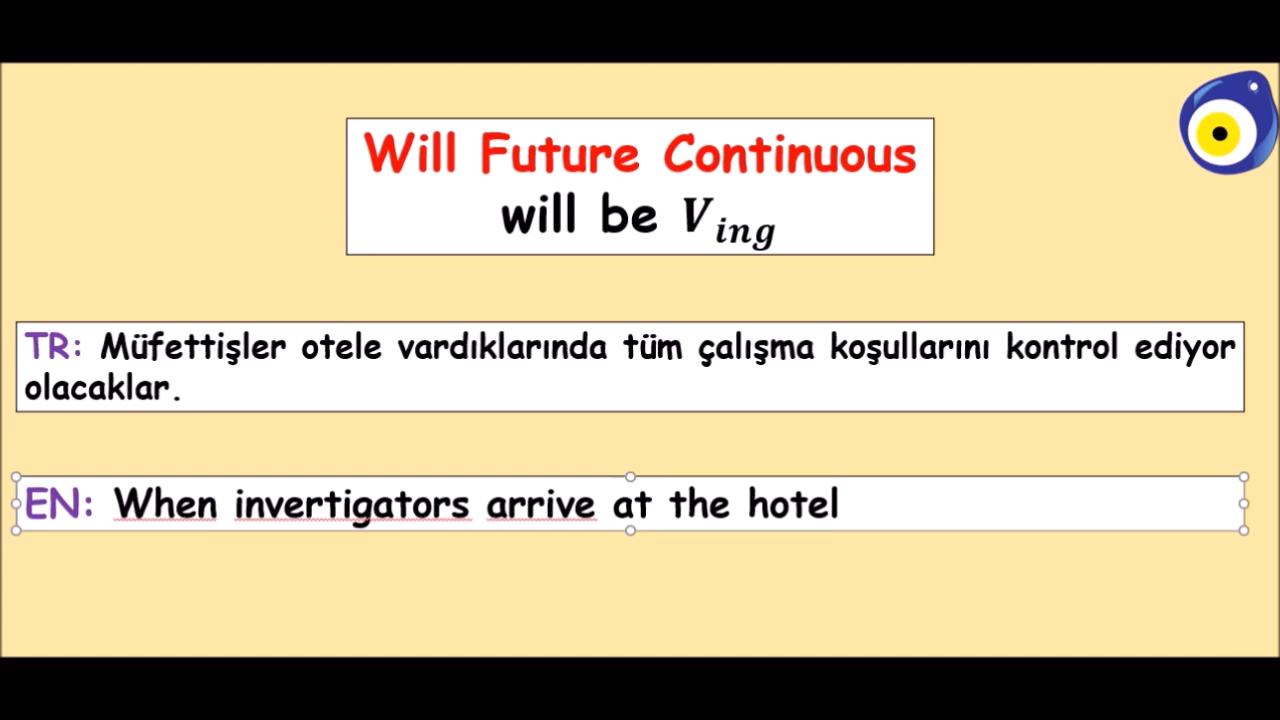 Will Future Continuous
will be V_ing
TR: Müfettişler otele vardıklarında tüm çalışma koşullarını kontrol ediyor
olacaklar.
EN: When invertigators arrive at the hotel